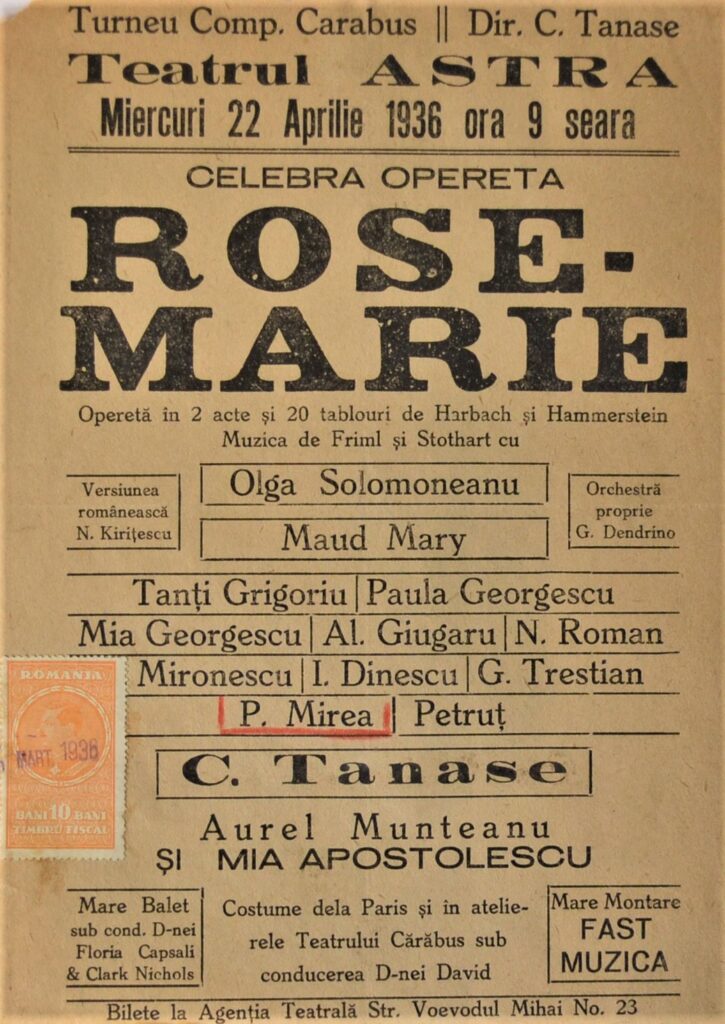 Turneu Comp. Carabus || Dir. C. Tanase
Teatrul ASTRA
Miercuri 22 Aprilie 1936 ora 9 seara
CELEBRA OPERETA
ROSE-
MARIE
Operetă în 2 acte și 20 tablouri de Harbach și Hammerstein
Muzica de Friml și Stothart cu
Versiunea
românească
N. Kirițescu
Olga Solomoneanu
Maud Mary
Orchestră
proprie
G. Dendrino
Tanți Grigoriu | Paula Georgescu
Mia Georgescu | Al. Giugaru | N. Roman
Mironescu | I. Dinescu | G. Trestian
P. Mirea | Petruț
ROMANIA
MART. 1936
BANI 10 BANI
TIMBRU FISCAL
C. Tanase
Aurel Munteanu
ȘI MIA APOSTOLESCU
Mare Balet
sub cond. D-nei
Floria Capsali
& Clark Nichols
Costume dela Paris și in atelie-
rele Teatrului Cărăbus sub
conducerea D-nei David
Mare Montare
FAST
MUZICA
Bilete la Agenția Teatrală Str. Voevodul Mihai No. 23